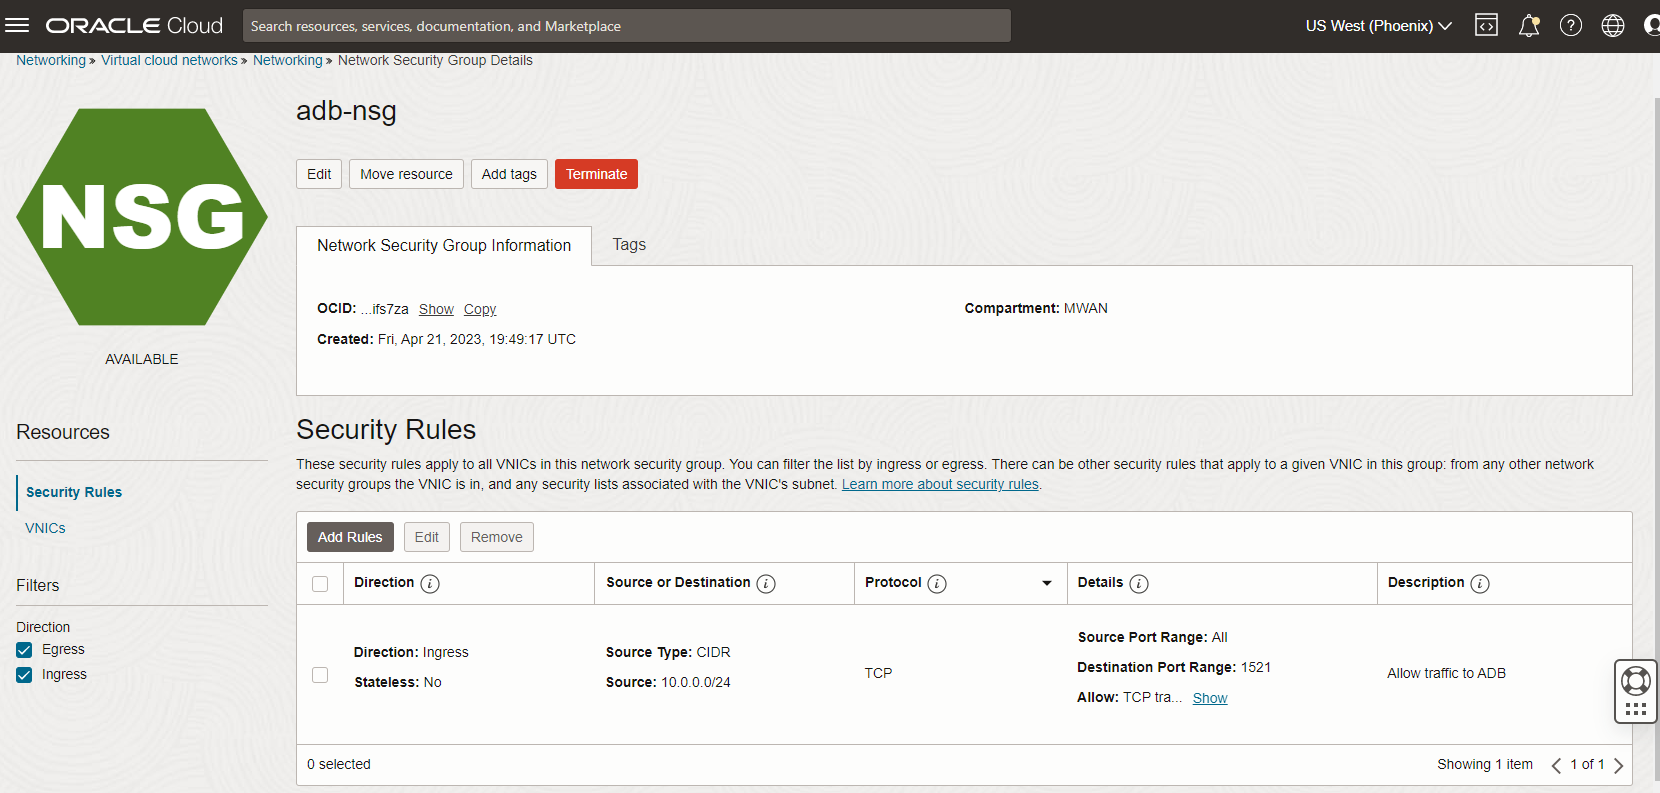 ORACLE Cloud
Search resources, services, documentation, and Marketplace
US West (Phoenix)
Networking » Virtual cloud networks » Networking » Network Security Group Details
NSG
AVAILABLE
adb-nsg
Edit Move resource Add tags Terminate
Network Security Group Information Tags
OCID: ...ifs7za Show Copy
Compartment: MWAN
Created: Fri, Apr 21, 2023, 19:49:17 UTC
Resources
Security Rules
VNICs
Filters
Direction
Egress
Ingress
Security Rules
These security rules apply to all VNICs in this network security group. You can filter the list by ingress or egress. There can be other security rules that apply to a given VNIC in this group: from any other network
security groups the VNIC is in, and any security lists associated with the VNIC's subnet. Learn more about security rules.
Add Rules Edit Remove
Direction i Source or Destination i Protocol i Details i Description i
Direction: Ingress
Stateless: No
Source Type: CIDR
Source: 10.0.0.0/24
TCP
Source Port Range: All
Destination Port Range: 1521
Allow: TCP tra... Show
Allow traffic to ADB
0 selected
Showing 1 item < 1 of 1 >